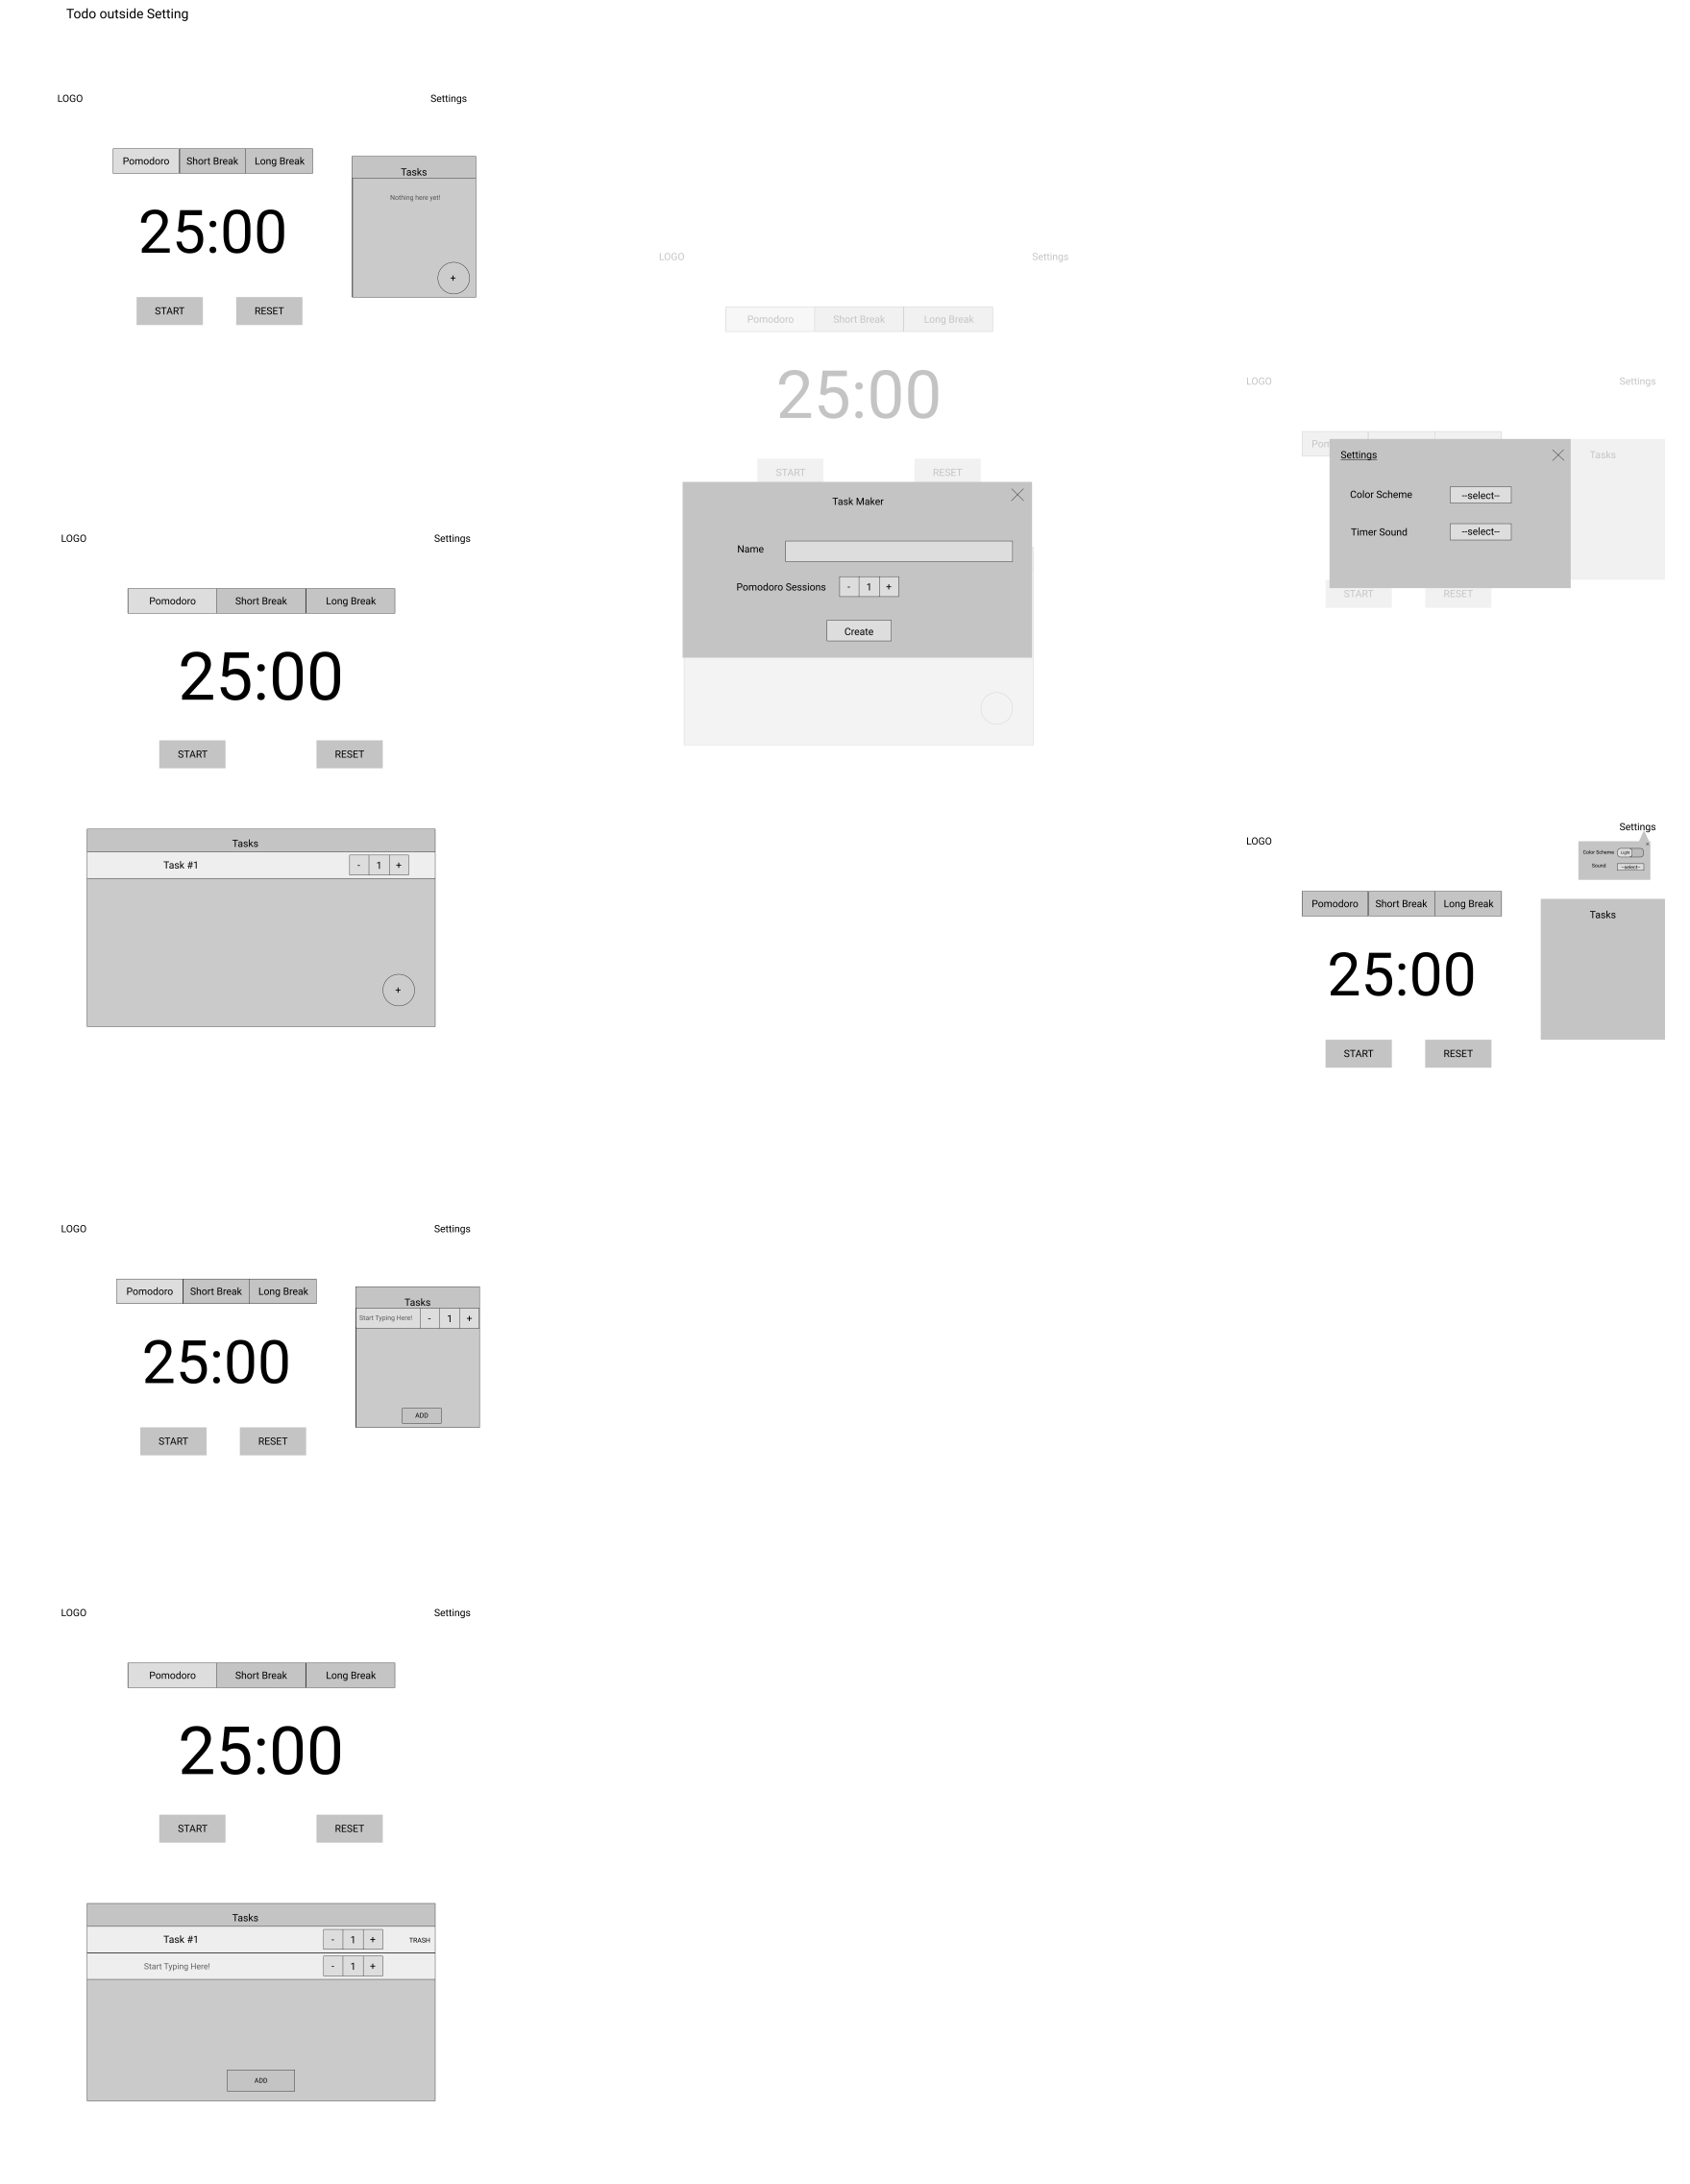 Todo outside Setting
LOGO Settings
Pomodoro Short Break Long Break
Tasks
Nothing here yet!
25:00
+
START RESET
LOGO Settings
Pomodoro Short Break Long Break
25:00
START RESET
Tasks
Task #1 - 1 +
+
LOGO Settings
Pomodoro Short Break Long Break
Tasks
Start Typing Here! - 1 +
25:00
ADD
START RESET
LOGO Settings
Pomodoro Short Break Long Break
25:00
START RESET
Tasks
Task #1 - 1 + TRASH
Start Typing Here! - 1 +
ADD
LOGO Settings
Pomodoro Short Break Long Break
25:00
START RESET
Task Maker
Name
Pomodoro Sessions - 1 +
Create
LOGO Settings
Pom
Settings
Tasks
Color Scheme --select--
Timer Sound --select--
START RESET
Settings
LOGO
Color Scheme Light
Sound --select--
Pomodoro Short Break Long Break
Tasks
25:00
START RESET